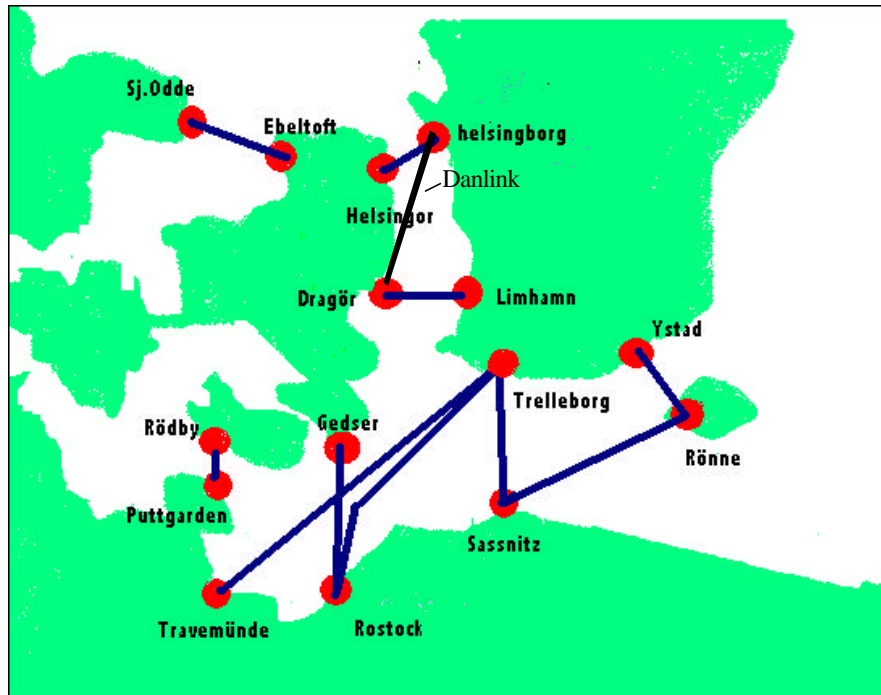 Sj.Odde
Ebeltoft
helsingborg
Danlink
Helsingor
Dragör
Limhamn
Ystad
Trelleborg
Gedser
Rödby
Rönne
Puttgarden
Sassnitz
Travemünde
Rostock